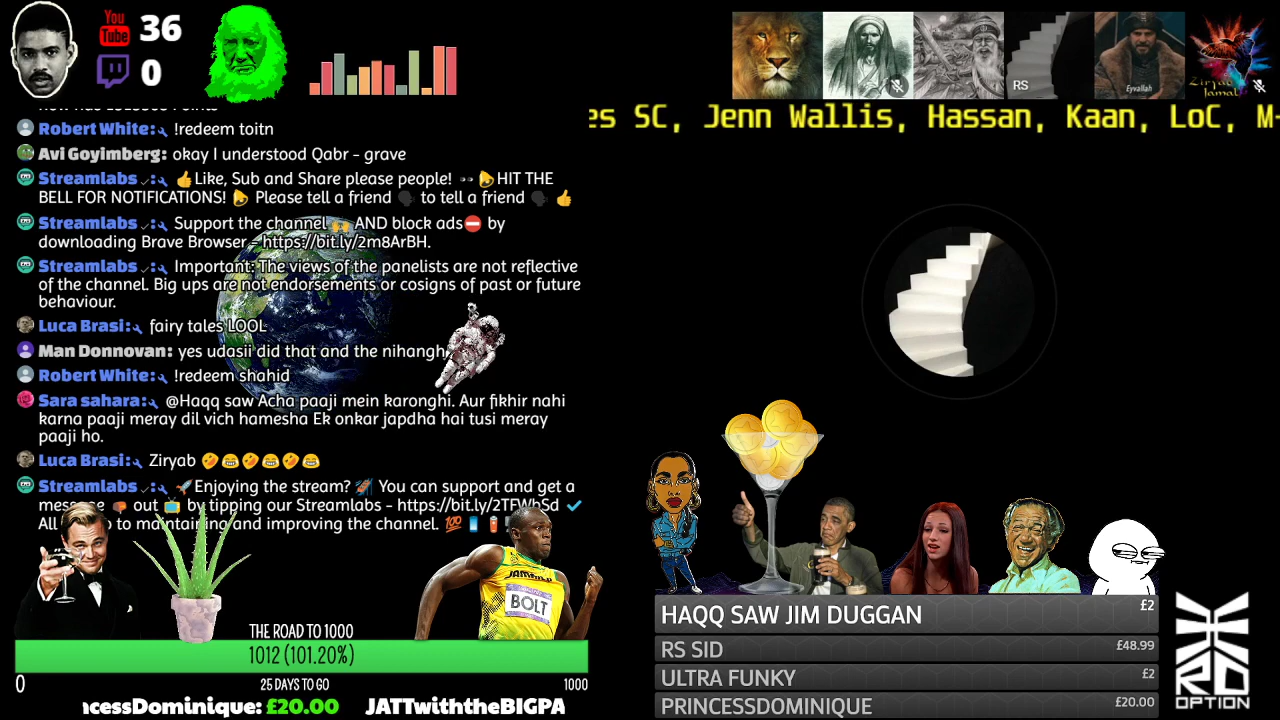 You
Tube 36
0
RS
Eyvallah
Ziryab
Jamal
es SC, Jenn Wallis, Hassan, Kaan, LoC, M-
Robert White: !redeem toitn
Avi Goyimberg: okay I understood Qabr - grave
Streamlabs ✓: 👍Like, Sub and Share please people! 👀 🔔HIT THE
BELL FOR NOTIFICATIONS! 🔔 Please tell a friend 🗣 to tell a friend 🗣 👍
Streamlabs ✓: Support the channel 🙌 AND block ads⛔ by
downloading Brave Browser - https://bit.ly/2m8ArBH.
Streamlabs ✓: Important: The views of the panelists are not reflective
of the channel. Big ups are not endorsements or cosigns of past or future
behaviour.
Luca Brasi: fairy tales LOOL
Man Donnovan: yes udasii did that and the nihangh
Robert White: !redeem shahid
Sara sahara: @Haqq saw Acha paaji mein karonghi. Aur fikhir nahi
karna paaji meray dil vich hamesha Ek onkar japdha hai tusi meray
paaji ho.
Luca Brasi: Ziryab 🤣😂🤣😂🤣😂
Streamlabs ✓: 🚀Enjoying the stream? 🚀 You can support and get a
out 📺 by tipping our Streamlabs - ✔
All to maintaining and improving the channel. 💯
JAMAICA
BOLT
THE ROAD TO 1000
1012 (101.20%)
0 25 DAYS TO GO 1000
ncessDominique: £20.00 JATTwiththeBIGPA
HAQQ SAW JIM DUGGAN £2
RS SID £48.99
ULTRA FUNKY £2
PRINCESSDOMINIQUE £20.00
OPTION